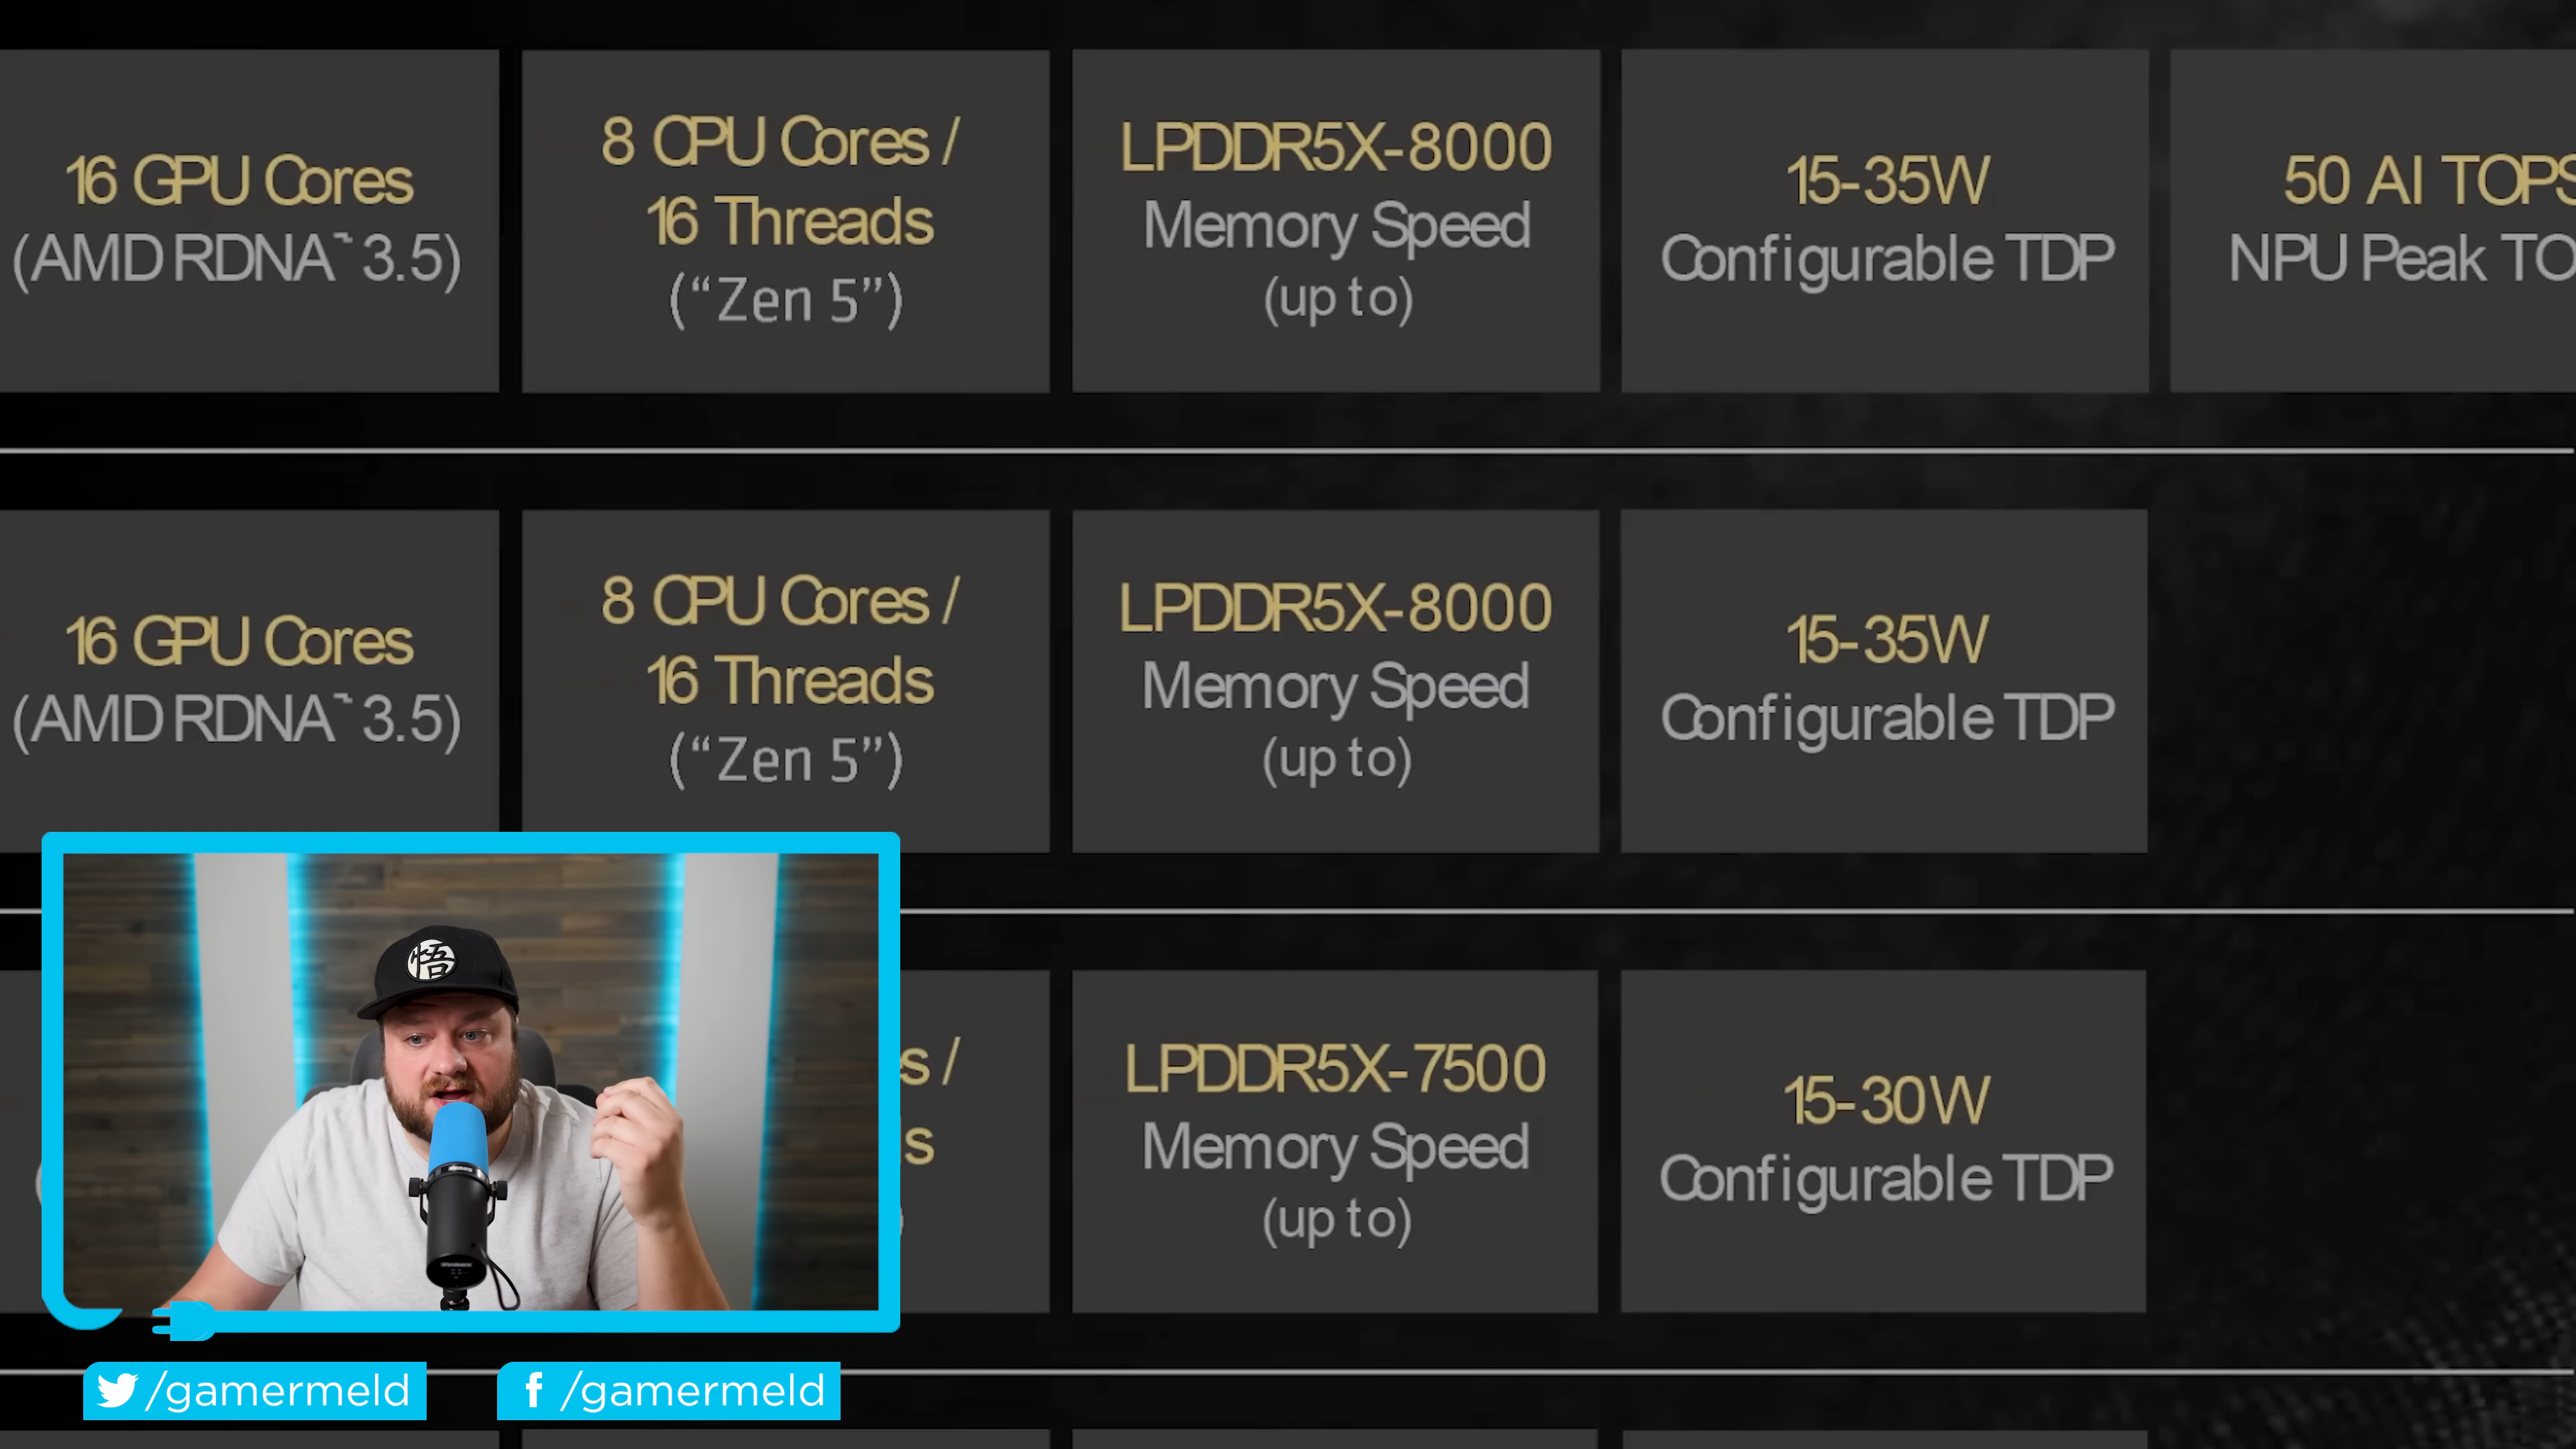 16 GPU Cores
(AMD RDNA™ 3.5)
8 CPU Cores /
16 Threads
("Zen 5")
LPDDR5X-8000
Memory Speed
(up to)
15-35W
Configurable TDP
50 AI TOPS
NPU Peak TO
16 GPU Cores
(AMD RDNA™ 3.5)
8 CPU Cores /
16 Threads
("Zen 5")
LPDDR5X-8000
Memory Speed
(up to)
15-35W
Configurable TDP
s /
s
)
LPDDR5X-7500
Memory Speed
(up to)
15-30W
Configurable TDP
悟
/gamermeld
/gamermeld